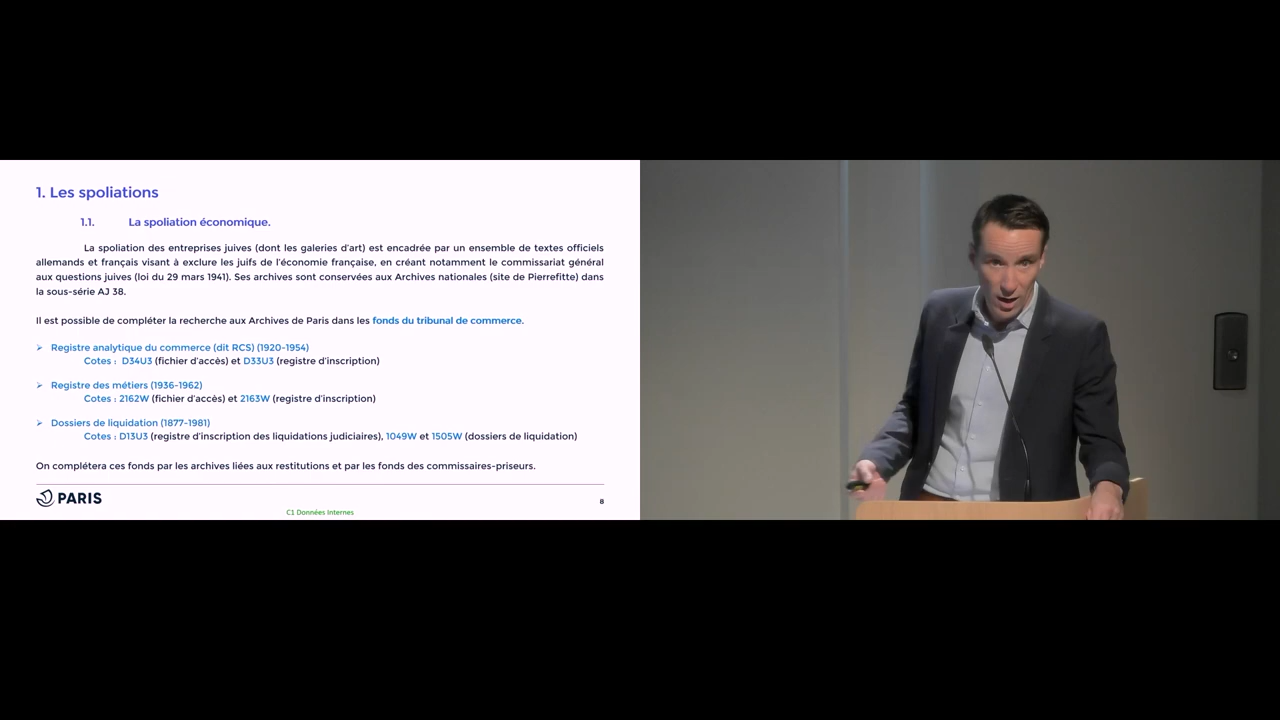 1. Les spoliations
1.1. La spoliation économique.
La spoliation des entreprises juives (dont les galeries d'art) est encadrée par un ensemble de textes officiels
allemands et français visant à exclure les juifs de l'économie française, en créant notamment le commissariat général
aux questions juives (loi du 29 mars 1941). Ses archives sont conservées aux Archives nationales (site de Pierrefitte) dans
la sous-série AJ 38.
Il est possible de compléter la recherche aux Archives de Paris dans les fonds du tribunal de commerce.
➢ Registre analytique du commerce (dit RCS) (1920-1954)
Cotes : D34U3 (fichier d'accès) et D33U3 (registre d'inscription)
➢ Registre des métiers (1936-1962)
Cotes : 2162W (fichier d'accès) et 2163W (registre d'inscription)
➢ Dossiers de liquidation (1877-1981)
Cotes : D13U3 (registre d'inscription des liquidations judiciaires), 1049W et 1505W (dossiers de liquidation)
On complétera ces fonds par les archives liées aux restitutions et par les fonds des commissaires-priseurs.
PARIS
8
C1 Données Internes